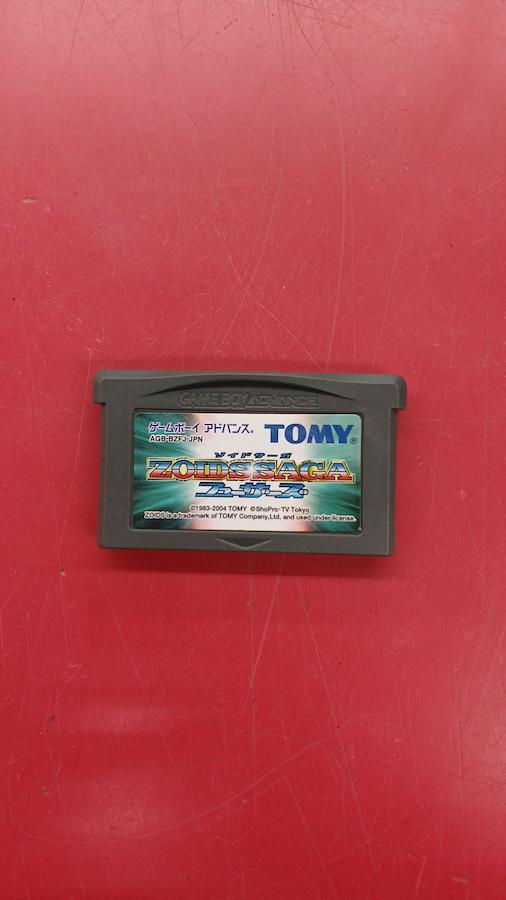 GAME BOY ADVANCE
ゲームボーイ アドバンス®
AGB-BZFJ-JPN
TOMY®
ゾイドサーガ
ZOIDS SAGA
フューザーズ
©1983-2004 TOMY ©ShoPro・TV Tokyo
ZOIDS is a trademark of TOMY Company,Ltd. and used under license.